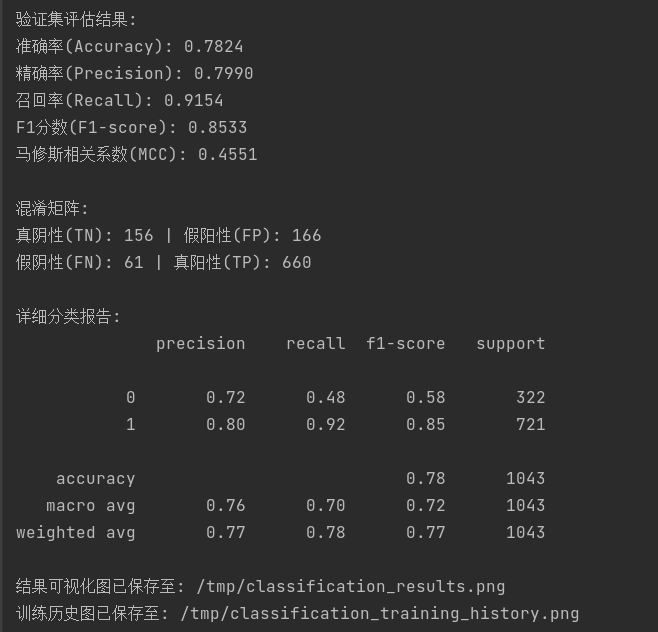 验证集评估结果:
准确率(Accuracy): 0.7824
精确率(Precision): 0.7990
召回率(Recall): 0.9154
F1分数(F1-score): 0.8533
马修斯相关系数(MCC): 0.4551
混淆矩阵:
真阴性(TN): 156 | 假阳性(FP): 166
假阴性(FN): 61 | 真阳性(TP): 660
详细分类报告:
precision recall f1-score support
0 0.72 0.48 0.58 322
1 0.80 0.92 0.85 721
accuracy 0.78 1043
macro avg 0.76 0.70 0.72 1043
weighted avg 0.77 0.78 0.77 1043
结果可视化图已保存至: /tmp/classification_results.png
训练历史图已保存至: /tmp/classification_training_history.png